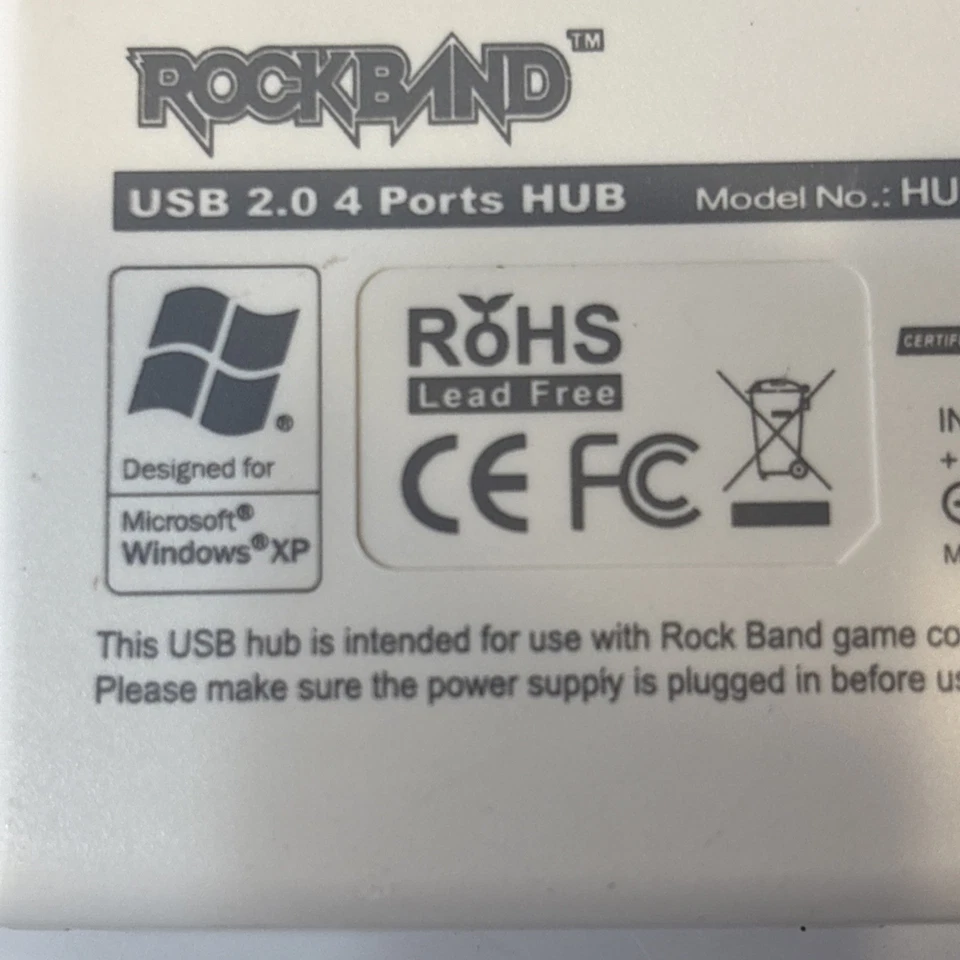 ROCKBAND™
USB 2.0 4 Ports HUB Model No.: HU
Designed for
Microsoft®
Windows®XP
RoHS
Lead Free
CE FC
CERTIF
IN
+
M
This USB hub is intended for use with Rock Band game co
Please make sure the power supply is plugged in before us